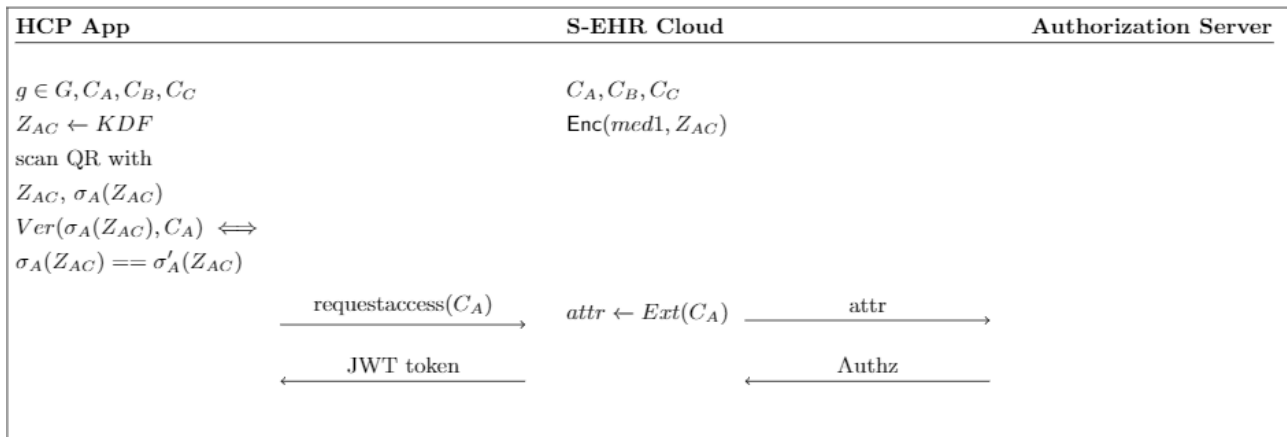 HCP App S-EHR Cloud Authorization Server
g ∈ G, C_A, C_B, C_C C_A, C_B, C_C
Z_AC ← KDF Enc(med1, Z_AC)
scan QR with
Z_AC, σ_A(Z_AC)
Ver(σ_A(Z_AC), C_A) ⟺
σ_A(Z_AC) == σ′_A(Z_AC)
requestaccess(C_A) attr ← Ext(C_A) attr
JWT token Authz